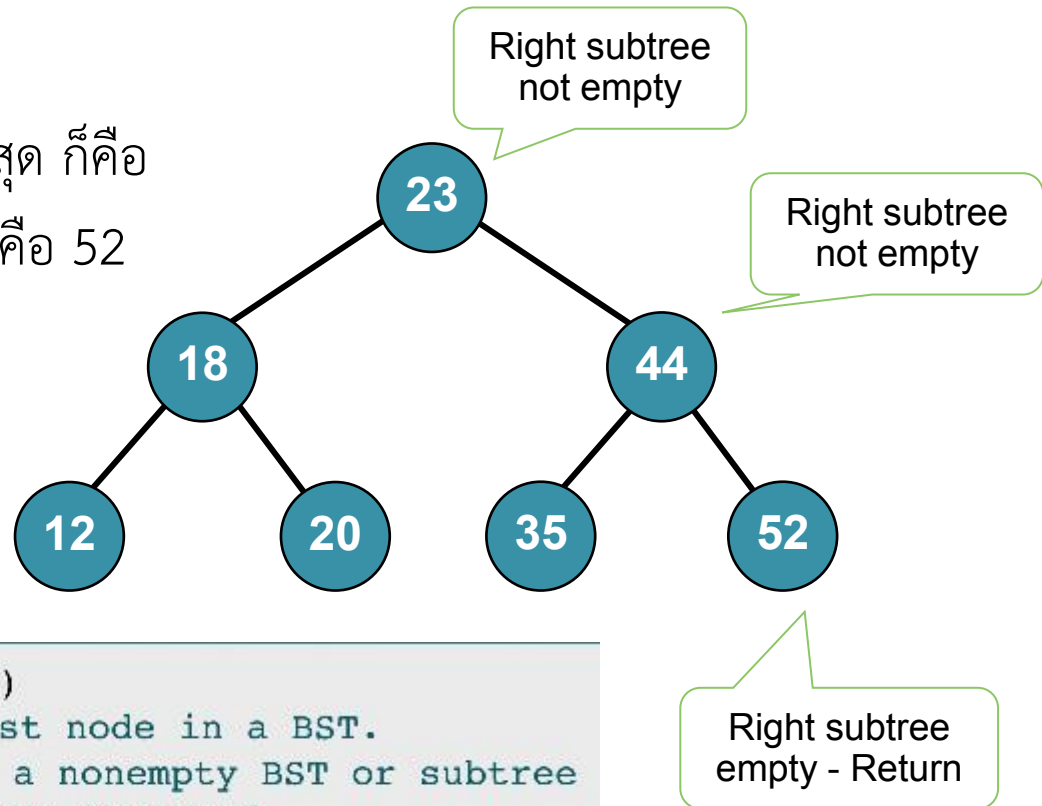 Right subtree
not empty
สุด ก็คือ
คือ 52
23
Right subtree
not empty
18
44
12
20
35
52
)
st node in a BST.
a nonempty BST or subtree
Right subtree
empty - Return